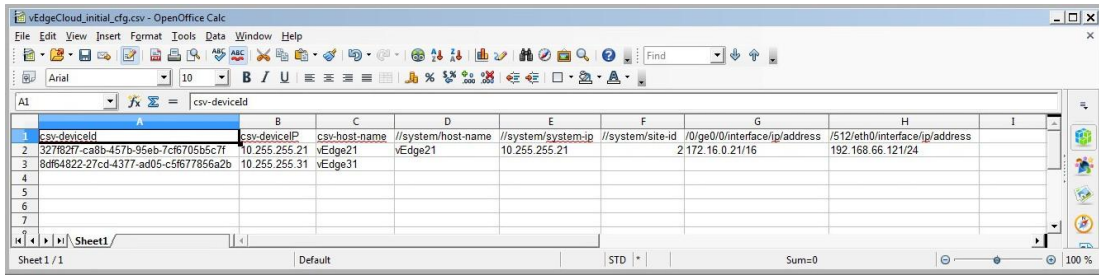 vEdgeCloud_initial_cfg.csv - OpenOffice Calc
File Edit View Insert Format Tools Data Window Help
Find
Arial 10 B I U
A1 = csv-deviceId
A B C D E F G H I
1 csv-deviceId csv-deviceIP csv-host-name //system/host-name //system/system-ip //system/site-id /0/ge0/0/interface/ip/address /512/eth0/interface/ip/address
2 327f82f7-ca8b-457b-95eb-7cf6705b5c7f 10.255.255.21 vEdge21 vEdge21 10.255.255.21 2 172.16.0.21/16 192.168.66.121/24
3 8df64822-27cd-4377-ad05-c5f677856a2b 10.255.255.31 vEdge31
4
5
6
7
Sheet1
Sheet 1 / 1 Default STD * Sum=0 100 %